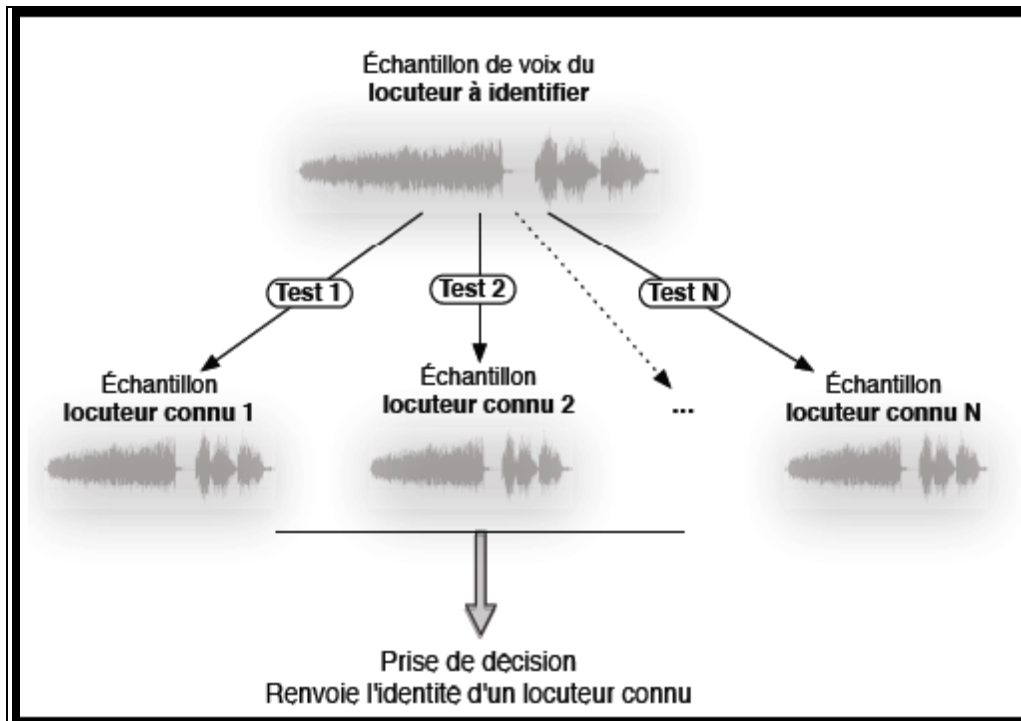 Échantillon de voix du
locuteur à identifier
Test 1
Test 2
Test N
Échantillon
locuteur connu 1
Échantillon
locuteur connu 2
...
Échantillon
locuteur connu N
Prise de décision
Renvoie l'identité d'un locuteur connu